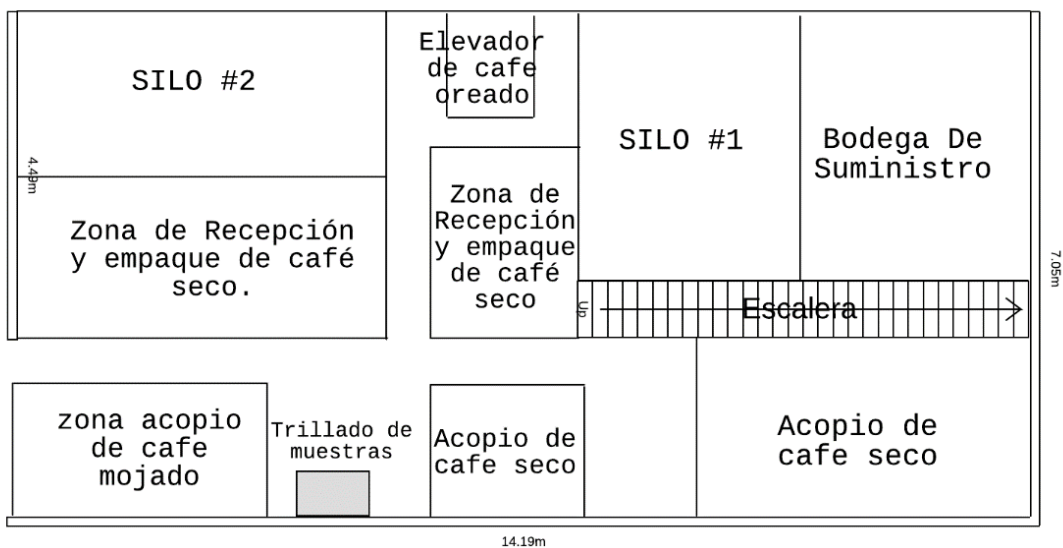 SILO #2
Elevador
de cafe
oreado
SILO #1
Bodega De
Suministro
4.49m
Zona de Recepción
y empaque de café
seco.
Zona de
Recepción
y empaque
de café
seco
7.05m
Up
Escalera
zona acopio
de cafe
mojado
Trillado de
muestras
Acopio de
cafe seco
Acopio de
cafe seco
14.19m